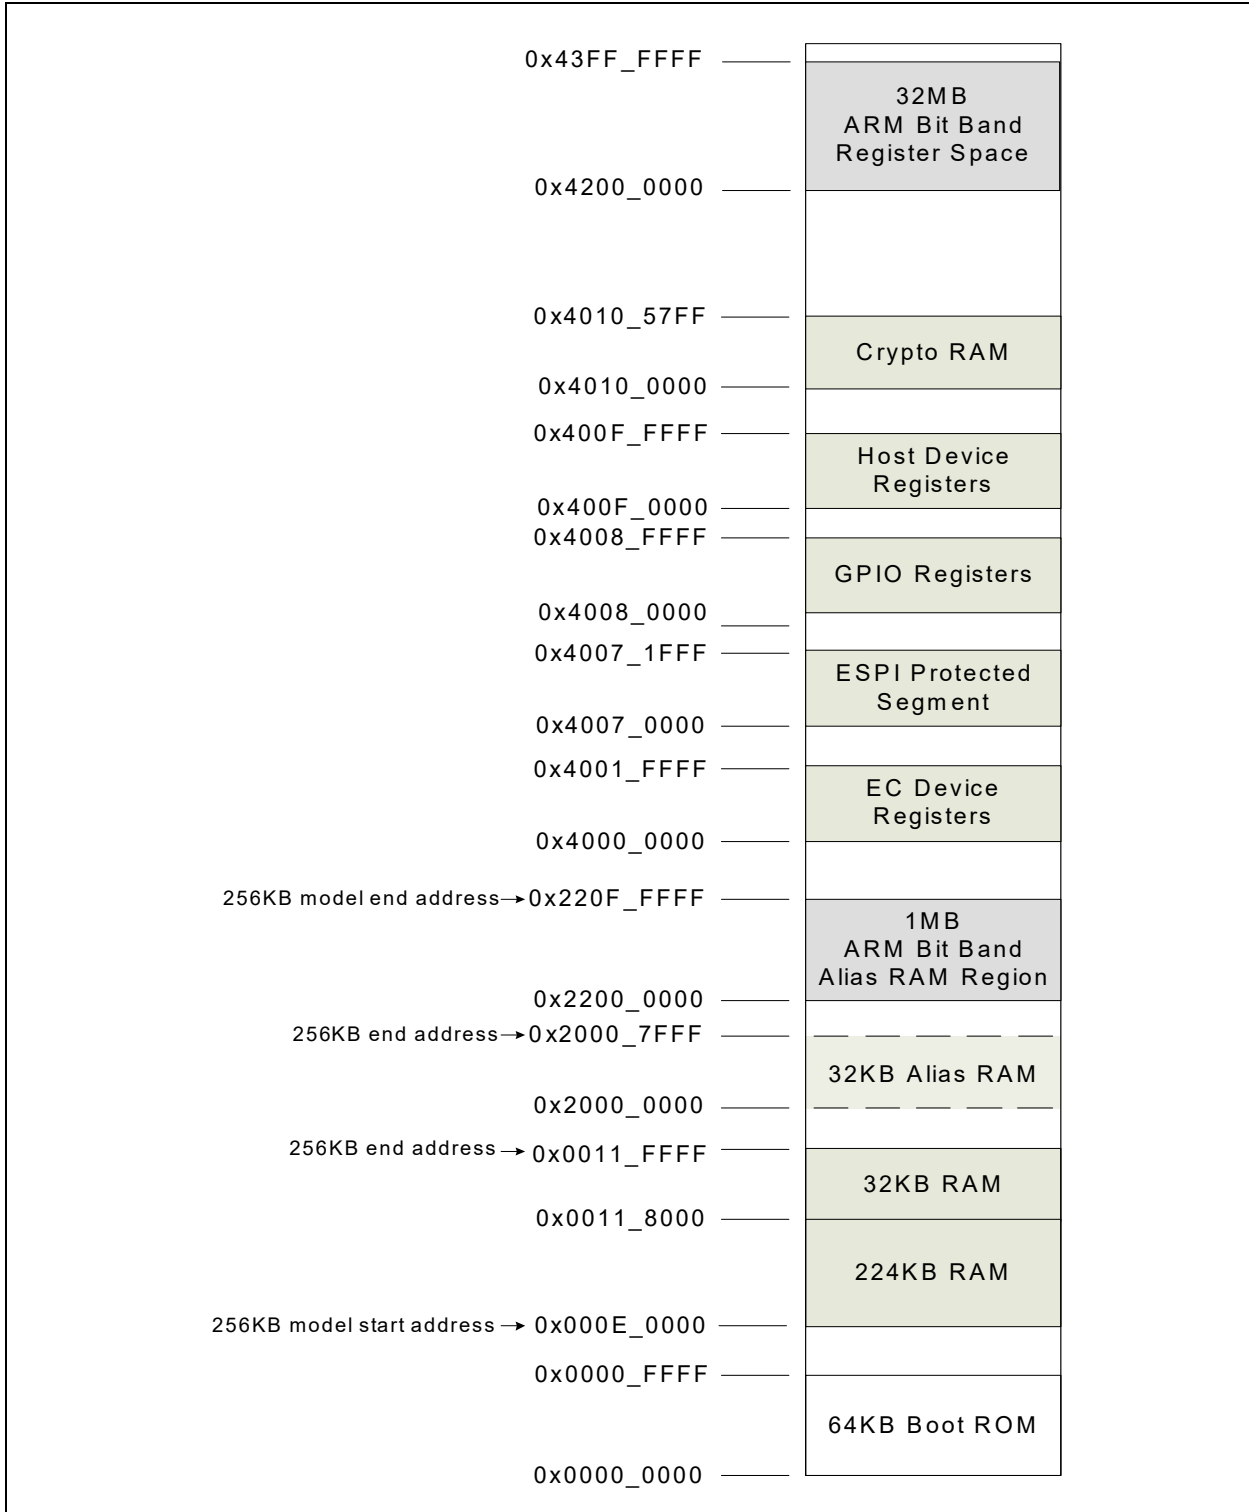 0x43FF_FFFF
32MB
ARM Bit Band
Register Space
0x4200_0000
0x4010_57FF
Crypto RAM
0x4010_0000
0x400F_FFFF
Host Device
Registers
0x400F_0000
0x4008_FFFF
GPIO Registers
0x4008_0000
0x4007_1FFF
ESPI Protected
Segment
0x4007_0000
0x4001_FFFF
EC Device
Registers
0x4000_0000
256KB model end address 0x220F_FFFF
1MB
ARM Bit Band
Alias RAM Region
0x2200_0000
256KB end address 0x2000_7FFF
32KB Alias RAM
0x2000_0000
256KB end address 0x0011_FFFF
32KB RAM
0x0011_8000
224KB RAM
256KB model start address 0x000E_0000
0x0000_FFFF
64KB Boot ROM
0x0000_0000